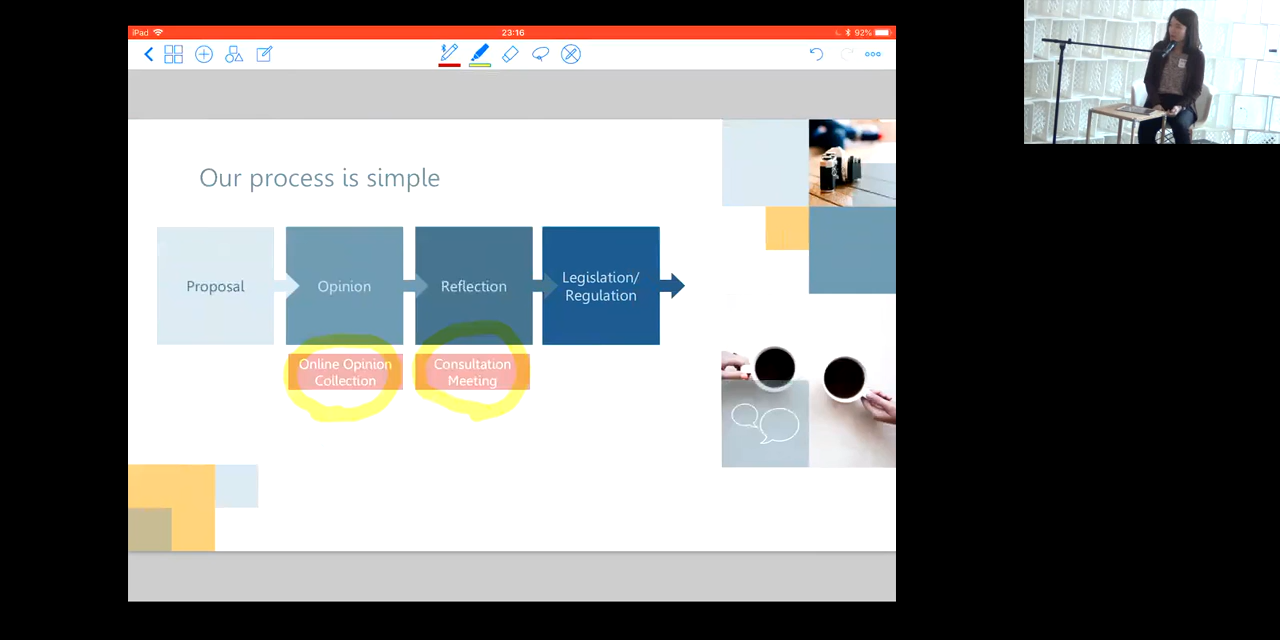 iPad
23:16
92%
Our process is simple
Proposal
Opinion
Reflection
Legislation/
Regulation
Online Opinion
Collection
Consultation
Meeting